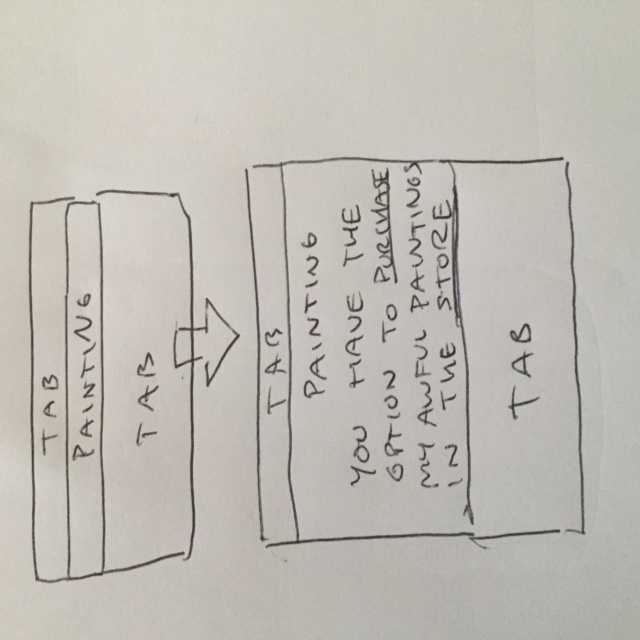 TAB
PAINTING
TAB
TAB
PAINTING
YOU HAVE THE
OPTION TO PURCHASE
MY AWFUL PAINTINGS
IN THE STORE
TAB